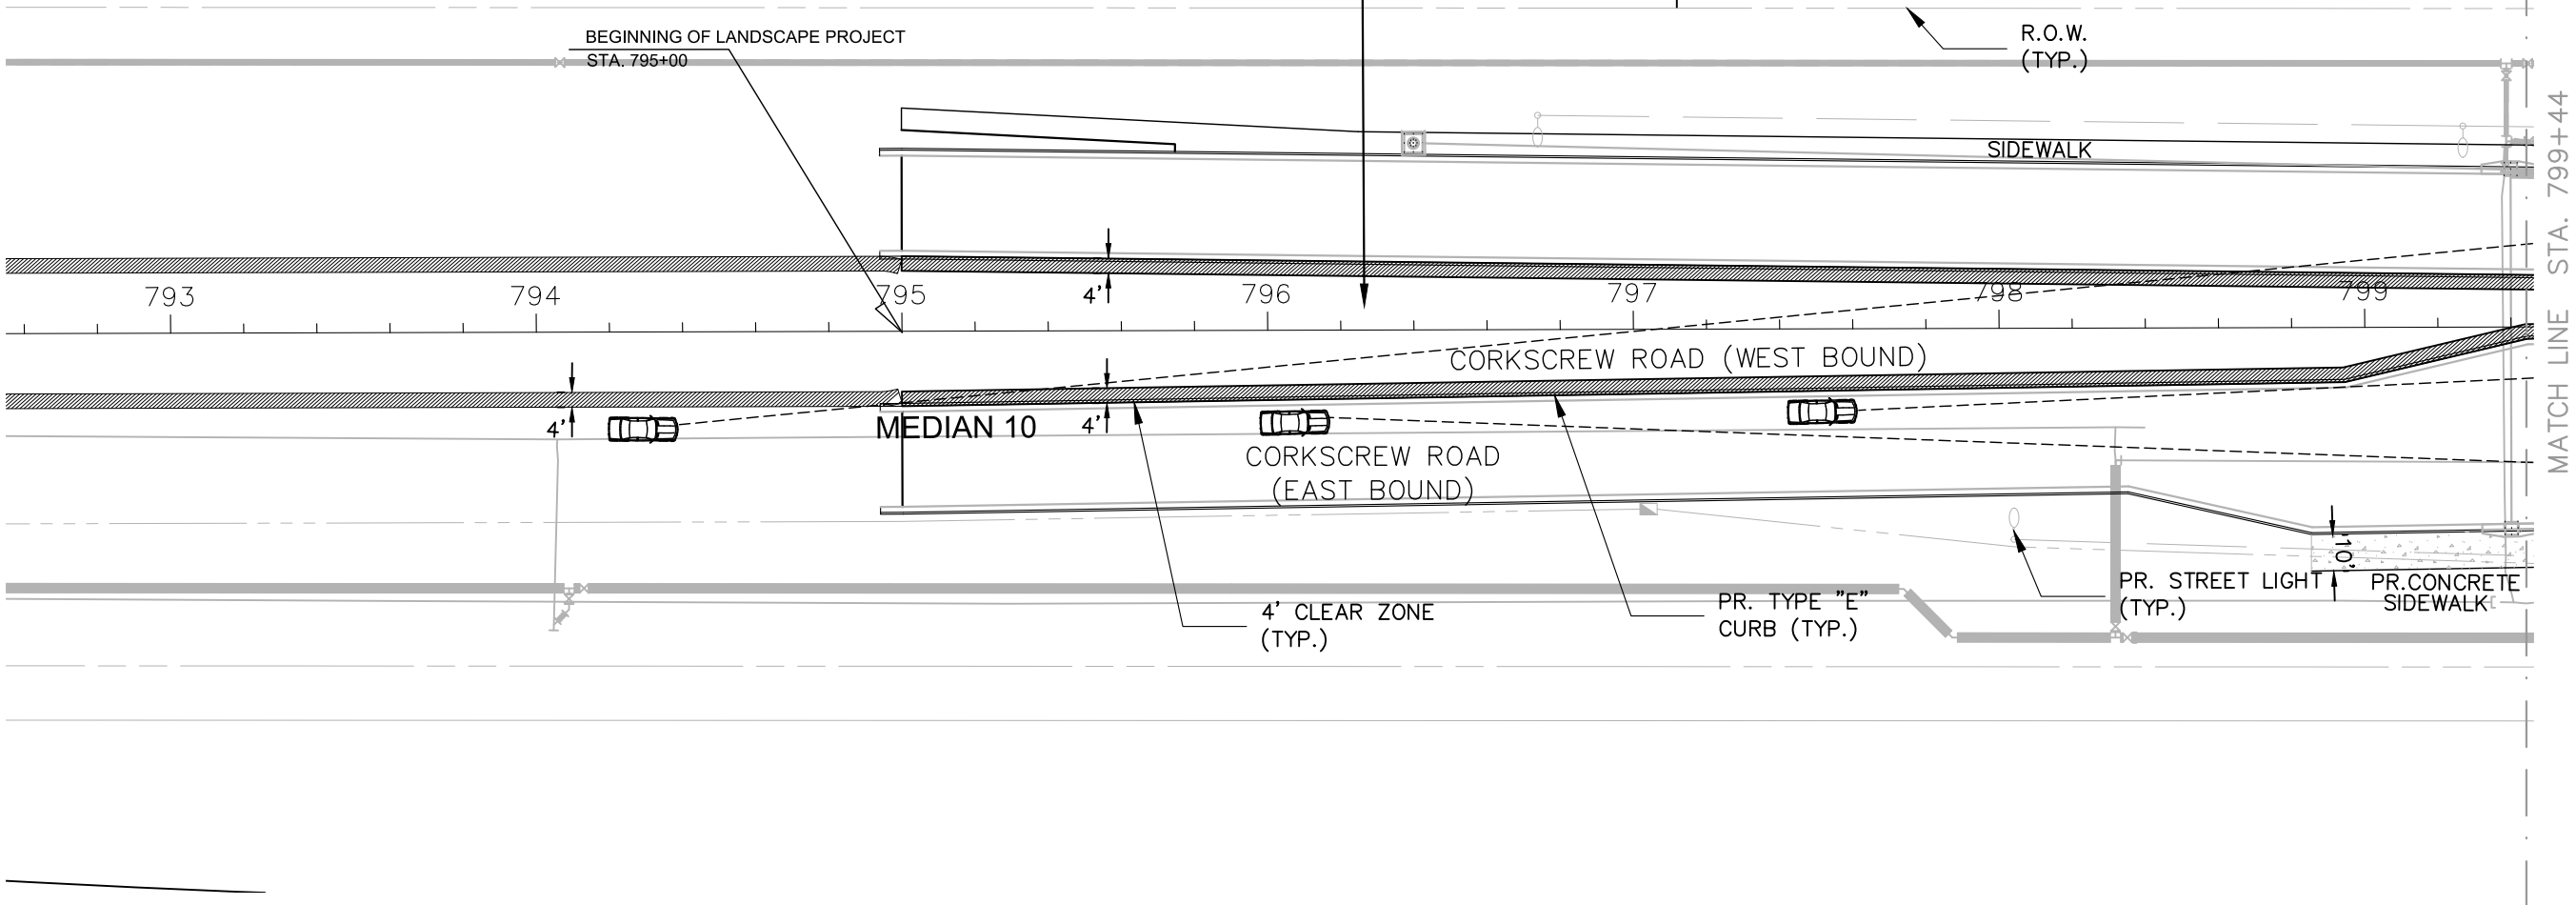 BEGINNING OF LANDSCAPE PROJECT
STA. 795+00
R.O.W.
(TYP.)
SIDEWALK
MATCH LINE STA. 799+44
793
794
795
796
797
798
799
4'
CORKSCREW ROAD (WEST BOUND)
4'
MEDIAN 10
4'
CORKSCREW ROAD
(EAST BOUND)
10'
4' CLEAR ZONE
(TYP.)
PR. TYPE "E"
CURB (TYP.)
PR. STREET LIGHT
(TYP.)
PR.CONCRETE
SIDEWALK